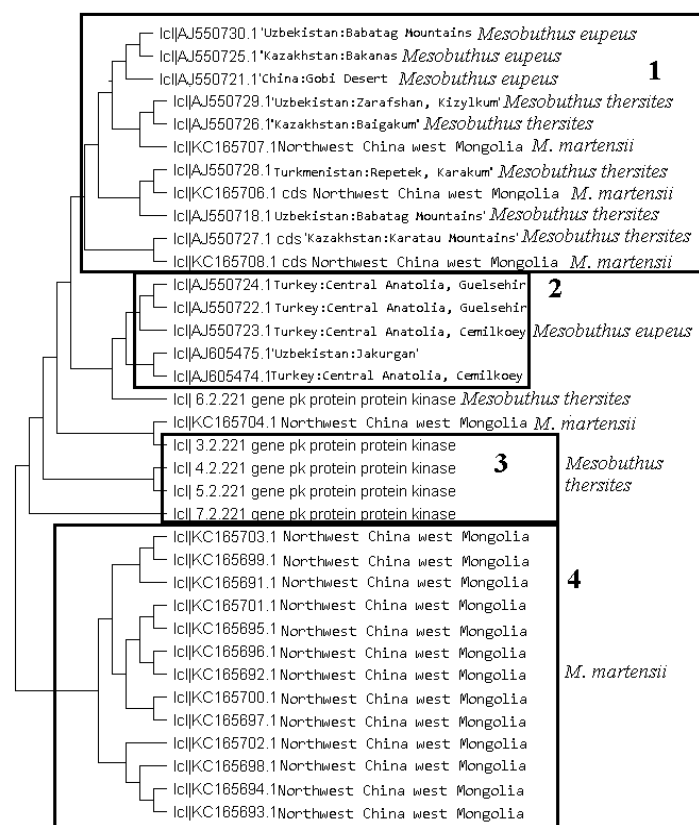 lcl|AJ550730.1'Uzbekistan:Babatag Mountains Mesobuthus eupeus
lcl|AJ550725.1"Kazakhstan:Bakanas Mesobuthus eupeus
lcl|AJ550721.1'China:Gobi Desert Mesobuthus eupeus
1
lcl|AJ550729.1'Uzbekistan:Zarafshan, Kizylkum' Mesobuthus thersites
lcl|AJ550726.1"Kazakhstan:Baigakum" Mesobuthus thersites
lcl|KC165707.1Northwest China west Mongolia M. martensii
lcl|AJ550728.1Turkmenistan:Repetek, Karakum" Mesobuthus thersites
lcl|KC165706.1 cds Northwest China west Mongolia M. martensii
lcl|AJ550718.1Uzbekistan:Babatag Mountains' Mesobuthus thersites
lcl|AJ550727.1 cds 'Kazakhstan:Karatau Mountains' Mesobuthus thersites
lcl|KC165708.1 cds Northwest China west Mongolia M. martensii
lcl|AJ550724.1Turkey:Central Anatolia, Guelsehir
2
lcl|AJ550722.1Turkey:Central Anatolia, Guelsehir
lcl|AJ550723.1Turkey:Central Anatolia, Cemilkoey Mesobuthus eupeus
lcl|AJ605475.1'Uzbekistan:Jakurgan'
lcl|AJ605474.1Turkey:Central Anatolia, Cemilkoey
lcl| 6.2.221 gene pk protein protein kinase Mesobuthus thersites
lcl|KC165704.1 Northwest China west Mongolia M. martensii
lcl| 3.2.221 gene pk protein protein kinase
lcl| 4.2.221 gene pk protein protein kinase
3
Mesobuthus
thersites
lcl| 5.2.221 gene pk protein protein kinase
lcl| 7.2.221 gene pk protein protein kinase
lcl|KC165703.1 Northwest China west Mongolia
lcl|KC165699.1 Northwest China west Mongolia
lcl|KC165691.1 Northwest China west Mongolia
4
lcl|KC165701.1 Northwest China west Mongolia
lcl|KC165695.1 Northwest China west Mongolia
lcl|KC165696.1 Northwest China west Mongolia
lcl|KC165692.1 Northwest China west Mongolia
M. martensii
lcl|KC165700.1 Northwest China west Mongolia
lcl|KC165697.1 Northwest China west Mongolia
lcl|KC165702.1 Northwest China west Mongolia
lcl|KC165698.1 Northwest China west Mongolia
lcl|KC165694.1 Northwest China west Mongolia
lcl|KC165693.1Northwest China west Mongolia